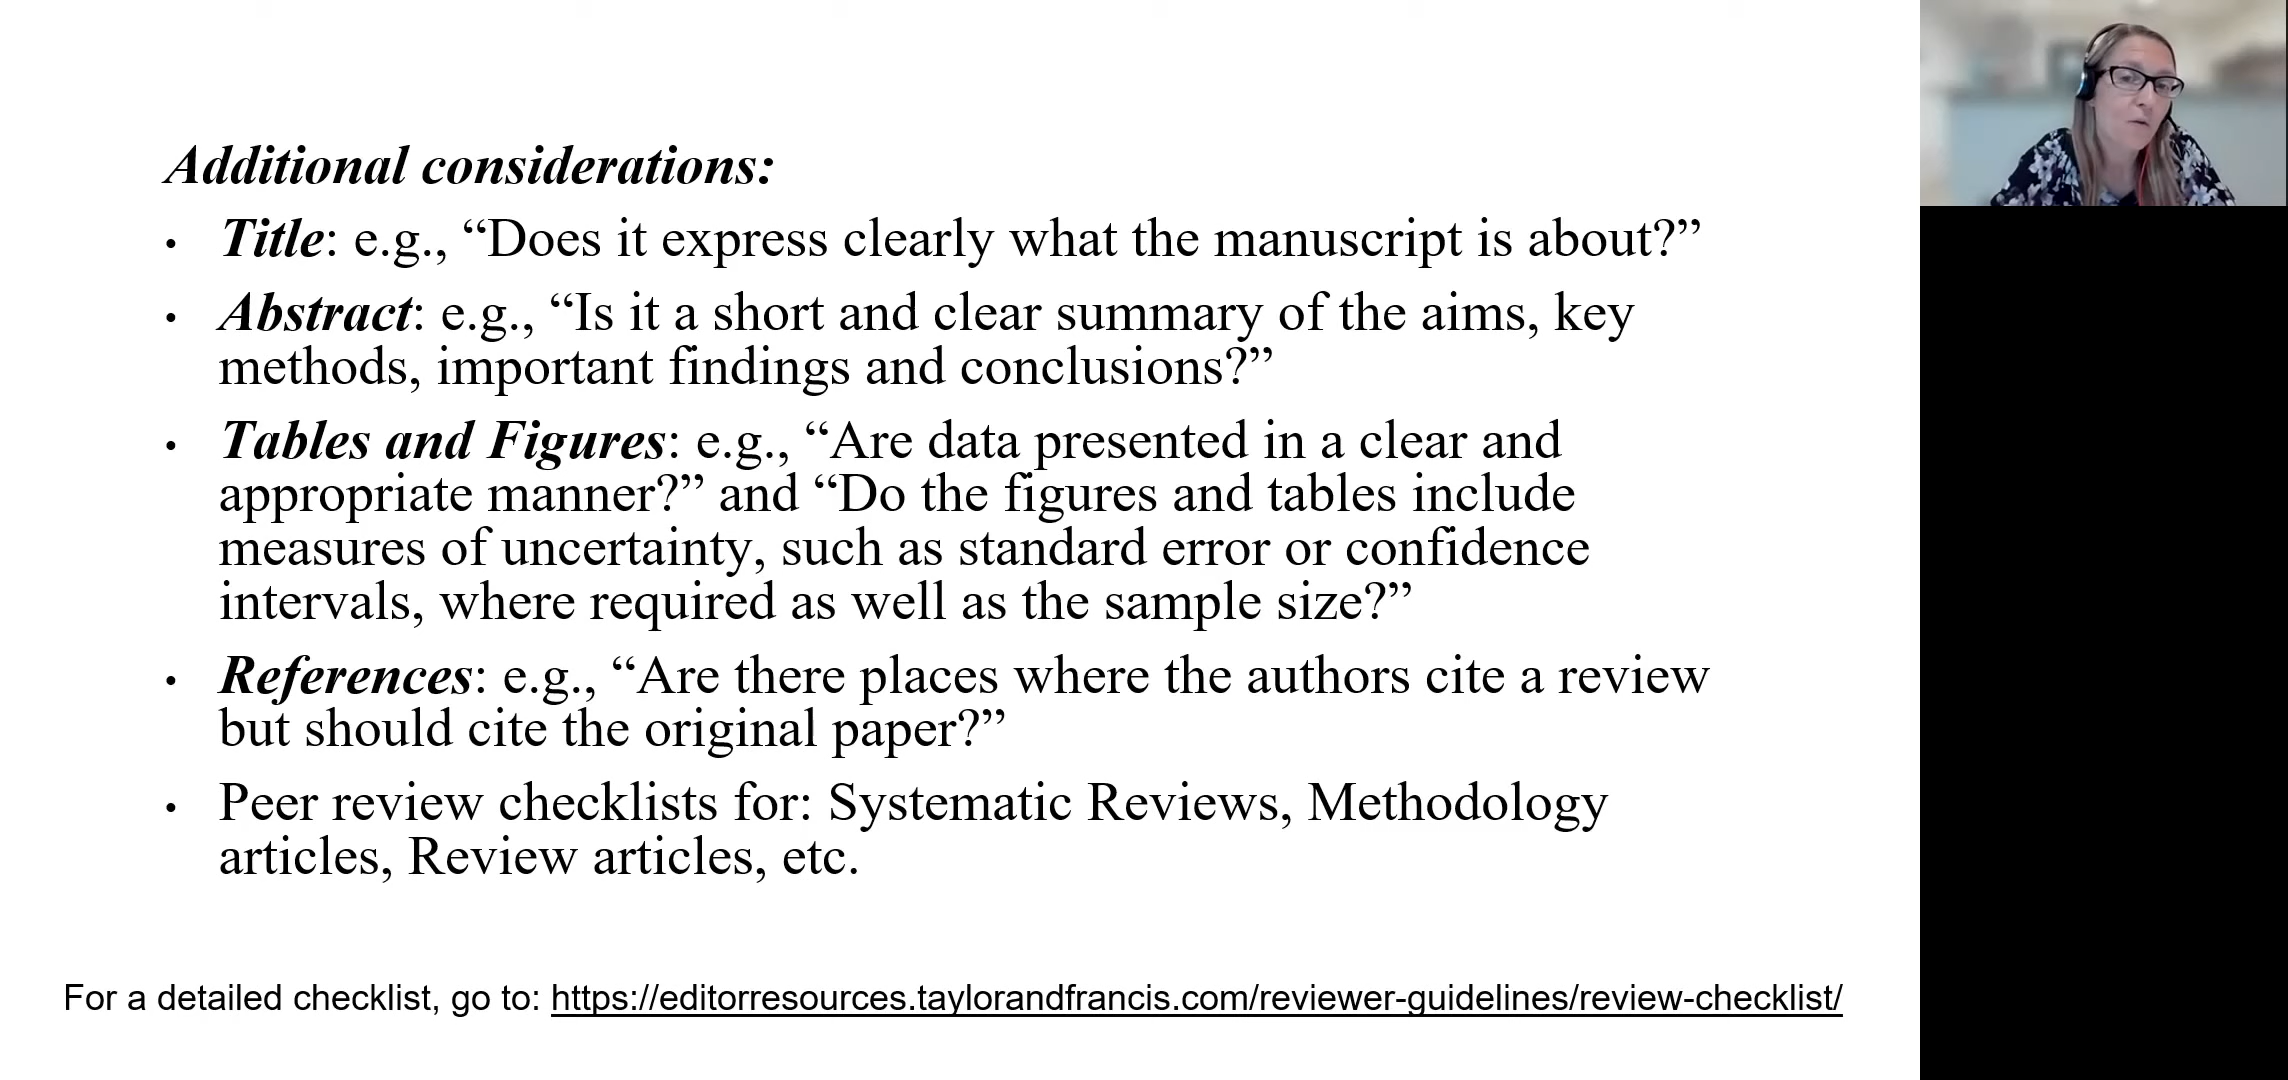 Additional considerations:
• Title: e.g., “Does it express clearly what the manuscript is about?”
• Abstract: e.g., “Is it a short and clear summary of the aims, key
methods, important findings and conclusions?”
• Tables and Figures: e.g., “Are data presented in a clear and
appropriate manner?” and “Do the figures and tables include
measures of uncertainty, such as standard error or confidence
intervals, where required as well as the sample size?”
• References: e.g., “Are there places where the authors cite a review
but should cite the original paper?”
• Peer review checklists for: Systematic Reviews, Methodology
articles, Review articles, etc.
For a detailed checklist, go to: https://editorresources.taylorandfrancis.com/reviewer-guidelines/review-checklist/